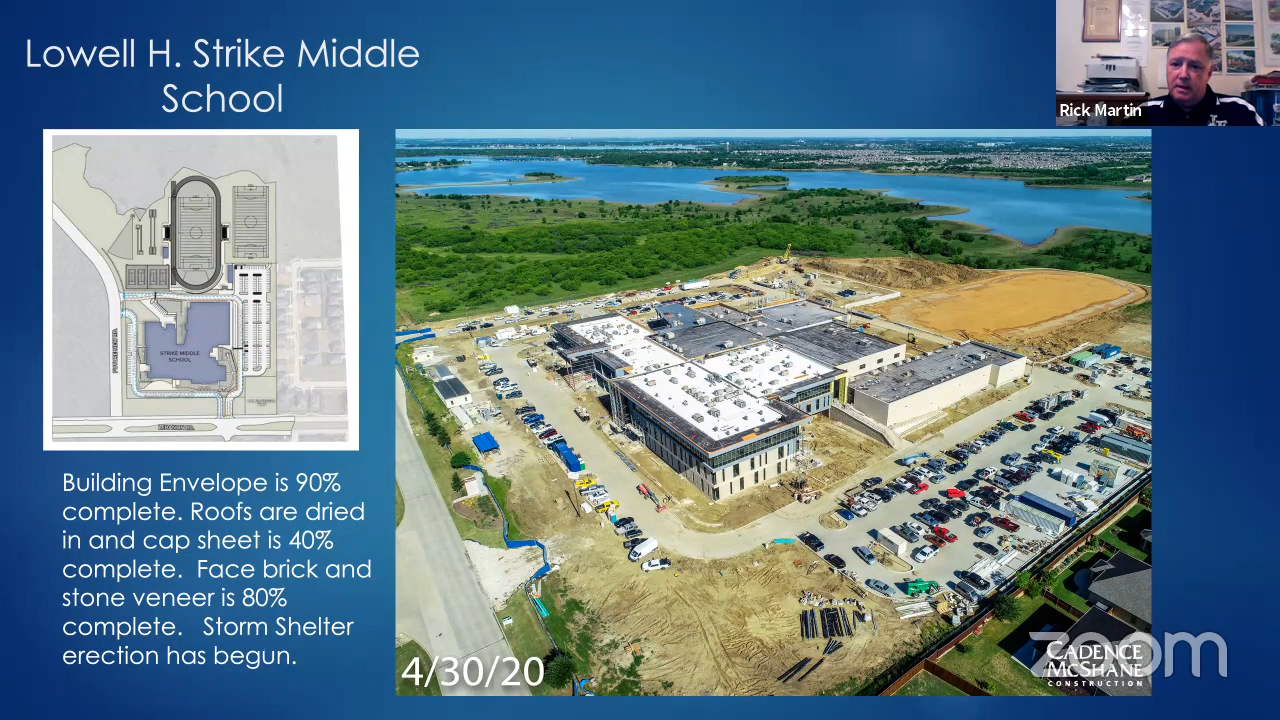 Lowell H. Strike Middle
School
Rick Martin
STRIKE MIDDLE
SCHOOL
LEBANON RD.
Building Envelope is 90%
complete. Roofs are dried
in and cap sheet is 40%
complete.  Face brick and
stone veneer is 80%
complete.   Storm Shelter
erection has begun.
4/30/20
zoom
CADENCE
MCSHANE
CONSTRUCTION